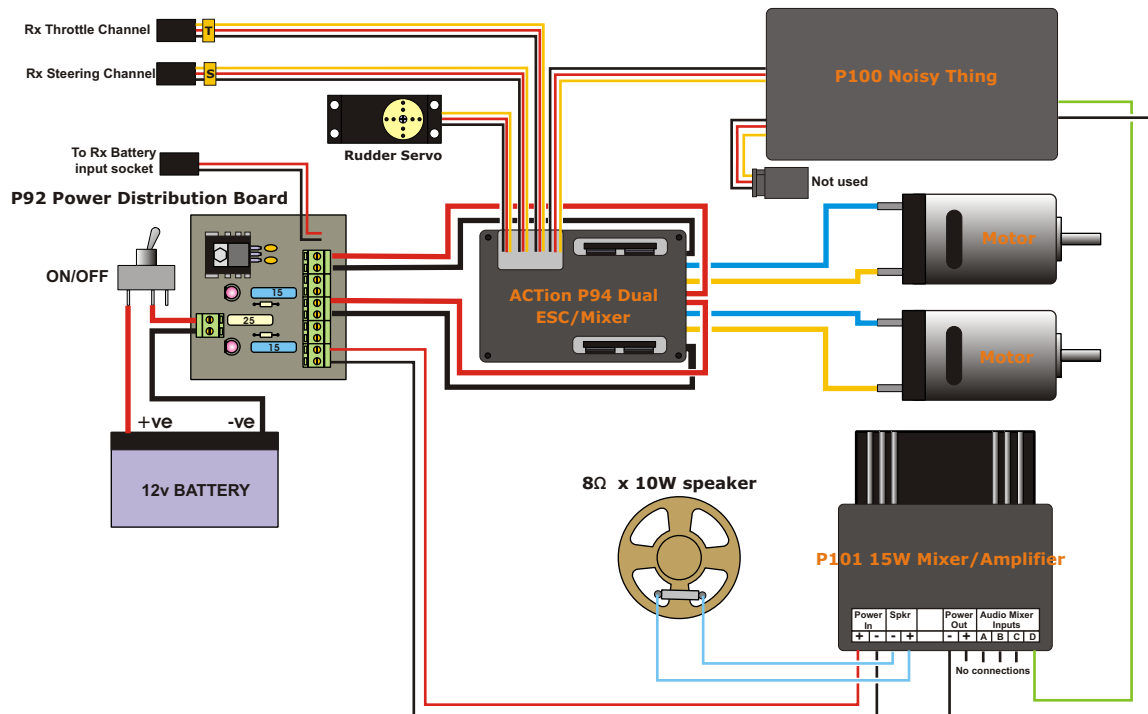 Rx Throttle Channel
T
Rx Steering Channel
S
P100 Noisy Thing
Rudder Servo
To Rx Battery
input socket
Not used
P92 Power Distribution Board
ON/OFF
15
25
15
ACTion P94 Dual
ESC/Mixer
Motor
Motor
+ve
-ve
12v BATTERY
8Ω x 10W speaker
P101 15W Mixer/Amplifier
Power In
Spkr
Power Out
Audio Mixer Inputs
+ - - + - + A B C D
No connections